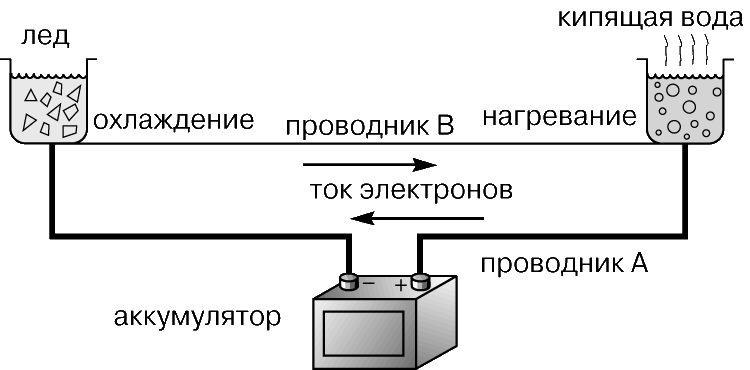 лед
кипящая вода
охлаждение
проводник В
нагревание
ток электронов
проводник А
− +
аккумулятор